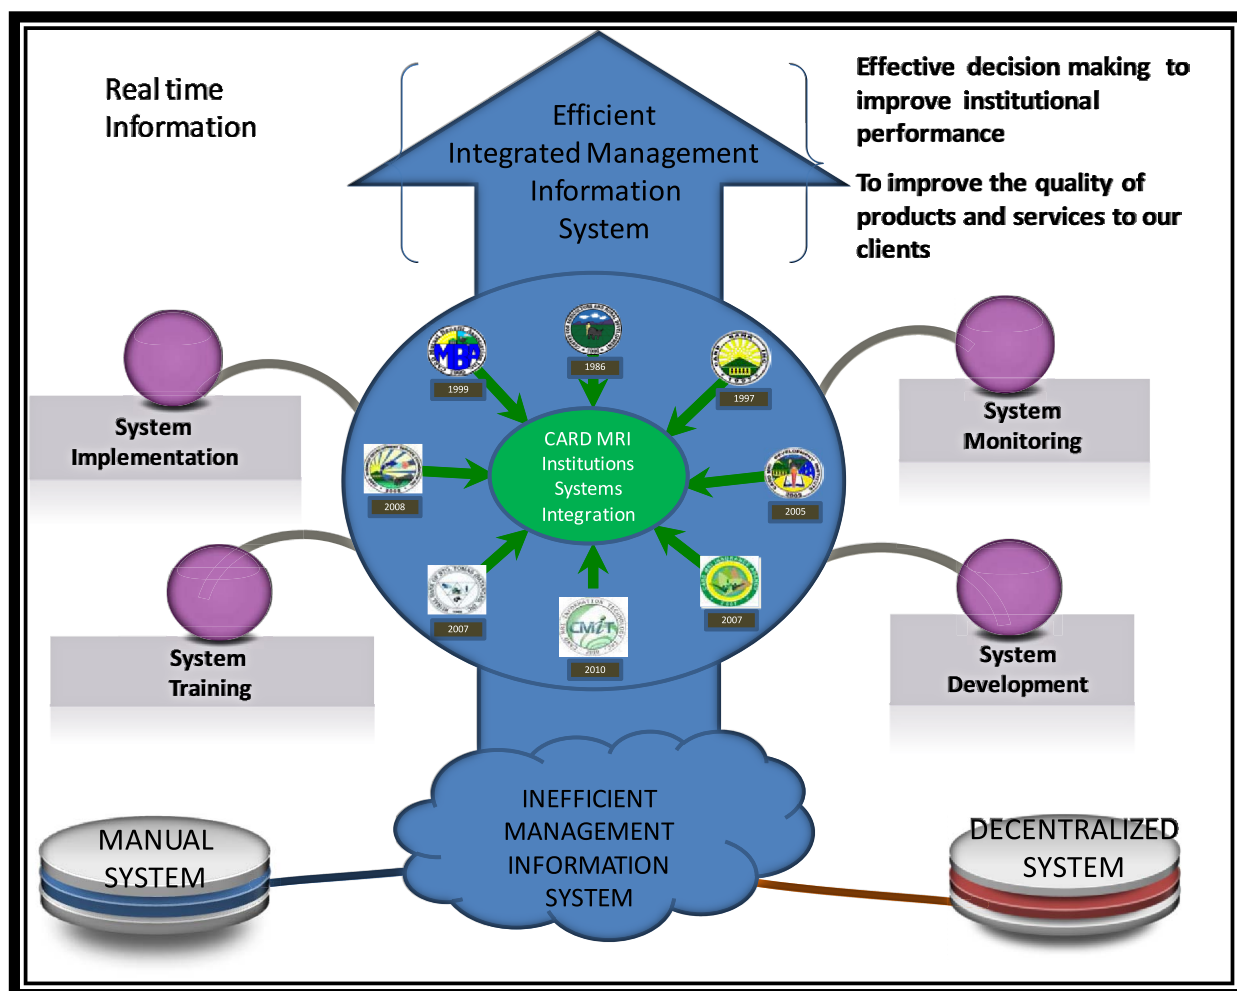 Real time
Information
Efficient
Integrated Management
Information
System
Effective decision making to
improve institutional
performance
To improve the quality of
products and services to our
clients
System
Implementation
System
Monitoring
1999
1986
1997
MBA
CARD MRI
Institutions
Systems
Integration
2008
2005
2007
2007
CMiT
2010
System
Training
System
Development
INEFFICIENT
MANAGEMENT
INFORMATION
SYSTEM
MANUAL
SYSTEM
DECENTRALIZED
SYSTEM